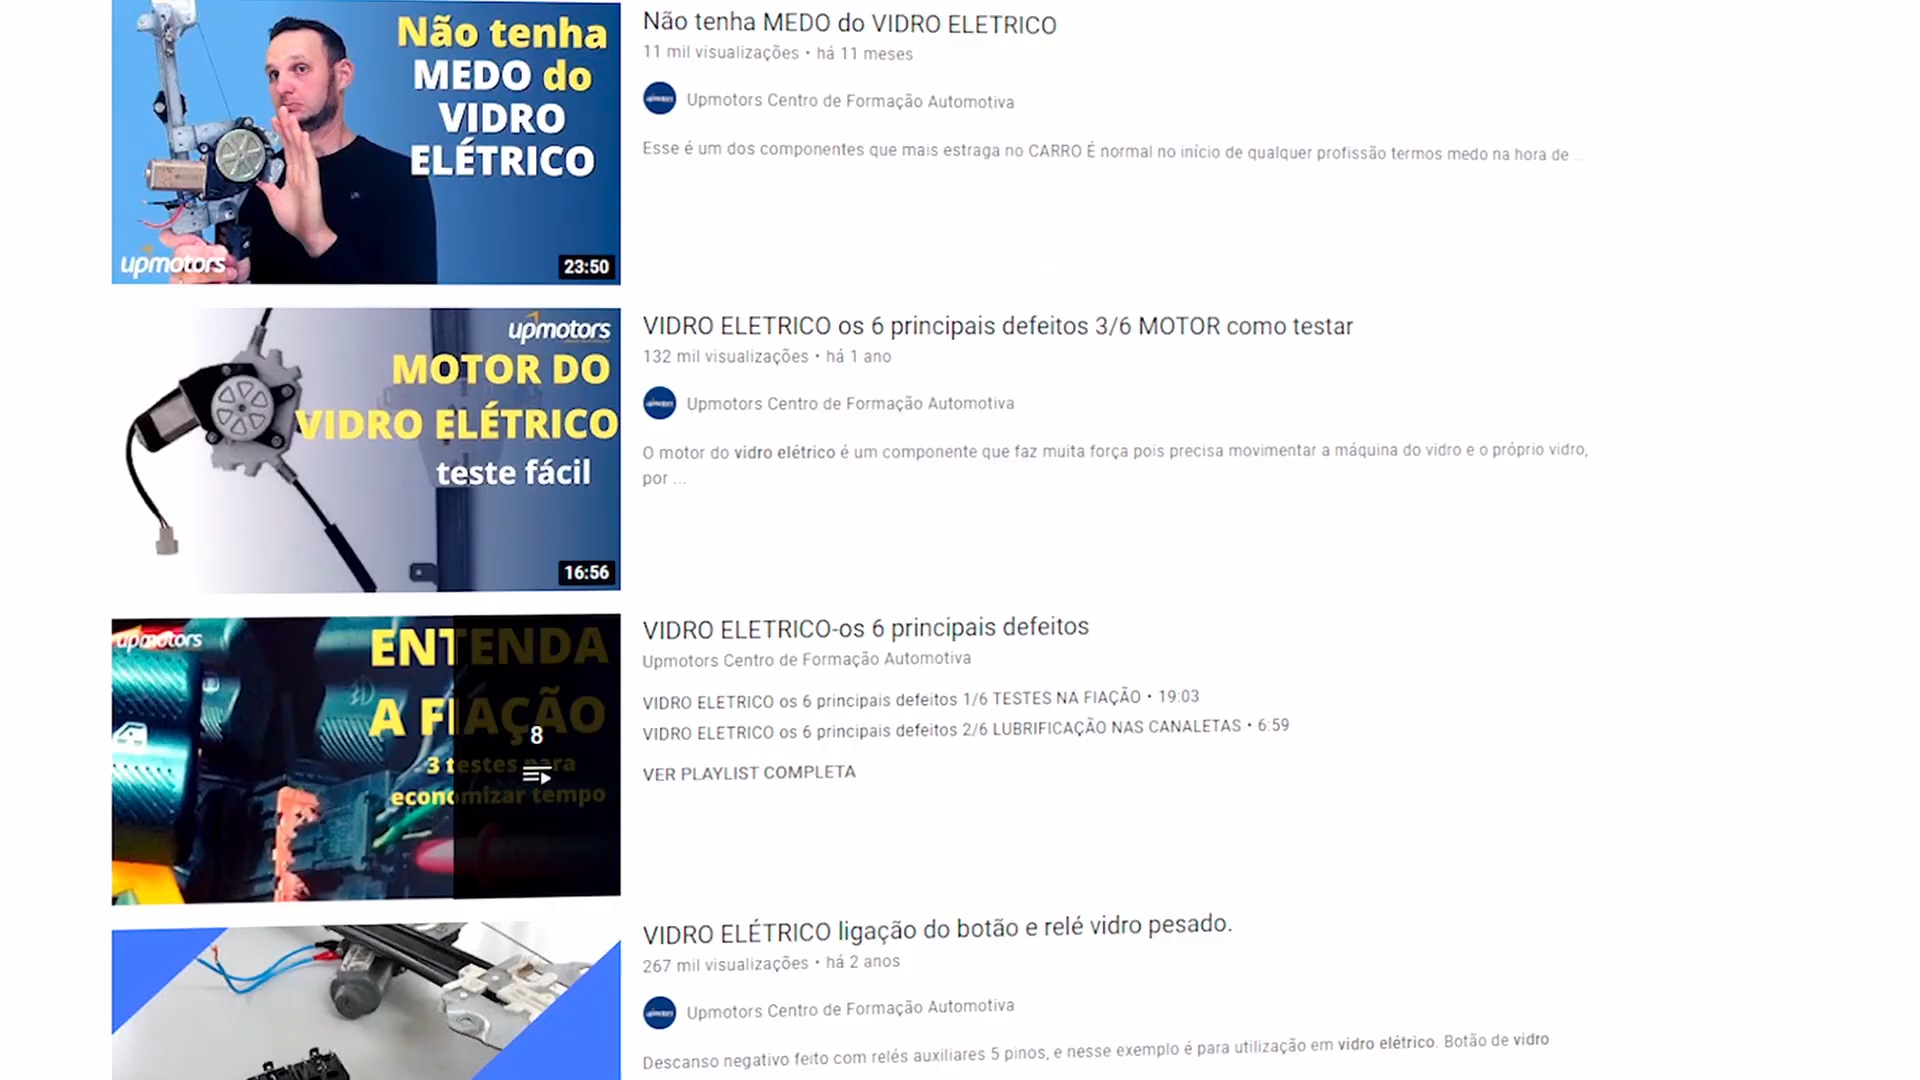 Não tenha
MEDO do
VIDRO
ELÉTRICO
upmotors
23:50
Não tenha MEDO do VIDRO ELETRICO
11 mil visualizações • há 11 meses
Upmotors Centro de Formação Automotiva
Esse é um dos componentes que mais estraga no CARRO É normal no início de qualquer profissão termos medo na hora de ...
upmotors
MOTOR DO
VIDRO ELÉTRICO
teste fácil
16:56
VIDRO ELETRICO os 6 principais defeitos 3/6 MOTOR como testar
132 mil visualizações • há 1 ano
Upmotors Centro de Formação Automotiva
O motor do vidro elétrico é um componente que faz muita força pois precisa movimentar a máquina do vidro e o próprio vidro,
por ...
upmotors
ENTENDA
A FIAÇÃO
3 testes para
economizar tempo
8
VIDRO ELETRICO-os 6 principais defeitos
Upmotors Centro de Formação Automotiva
VIDRO ELETRICO os 6 principais defeitos 1/6 TESTES NA FIAÇÃO • 19:03
VIDRO ELETRICO os 6 principais defeitos 2/6 LUBRIFICAÇÃO NAS CANALETAS • 6:59
VER PLAYLIST COMPLETA
VIDRO ELÉTRICO ligação do botão e relé vidro pesado.
267 mil visualizações • há 2 anos
Upmotors Centro de Formação Automotiva
Descanso negativo feito com relés auxiliares 5 pinos, e nesse exemplo é para utilização em vidro elétrico. Botão de vidro